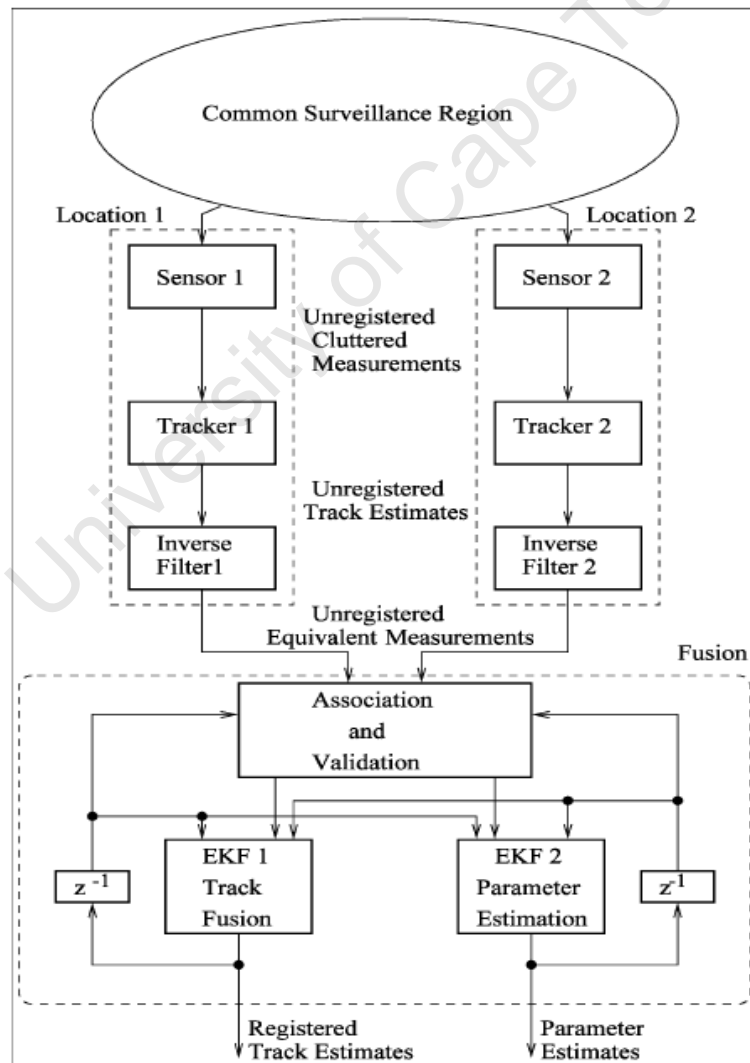 University of Cape To
Common Surveillance Region
Location 1
Location 2
Sensor 1
Sensor 2
Unregistered
Cluttered
Measurements
Tracker 1
Tracker 2
Unregistered
Track Estimates
Inverse
Filter1
Inverse
Filter 2
Unregistered
Equivalent Measurements
Fusion
Association
and
Validation
EKF 1
Track
Fusion
EKF 2
Parameter
Estimation
z -1
z-1
Registered
Track Estimates
Parameter
Estimates